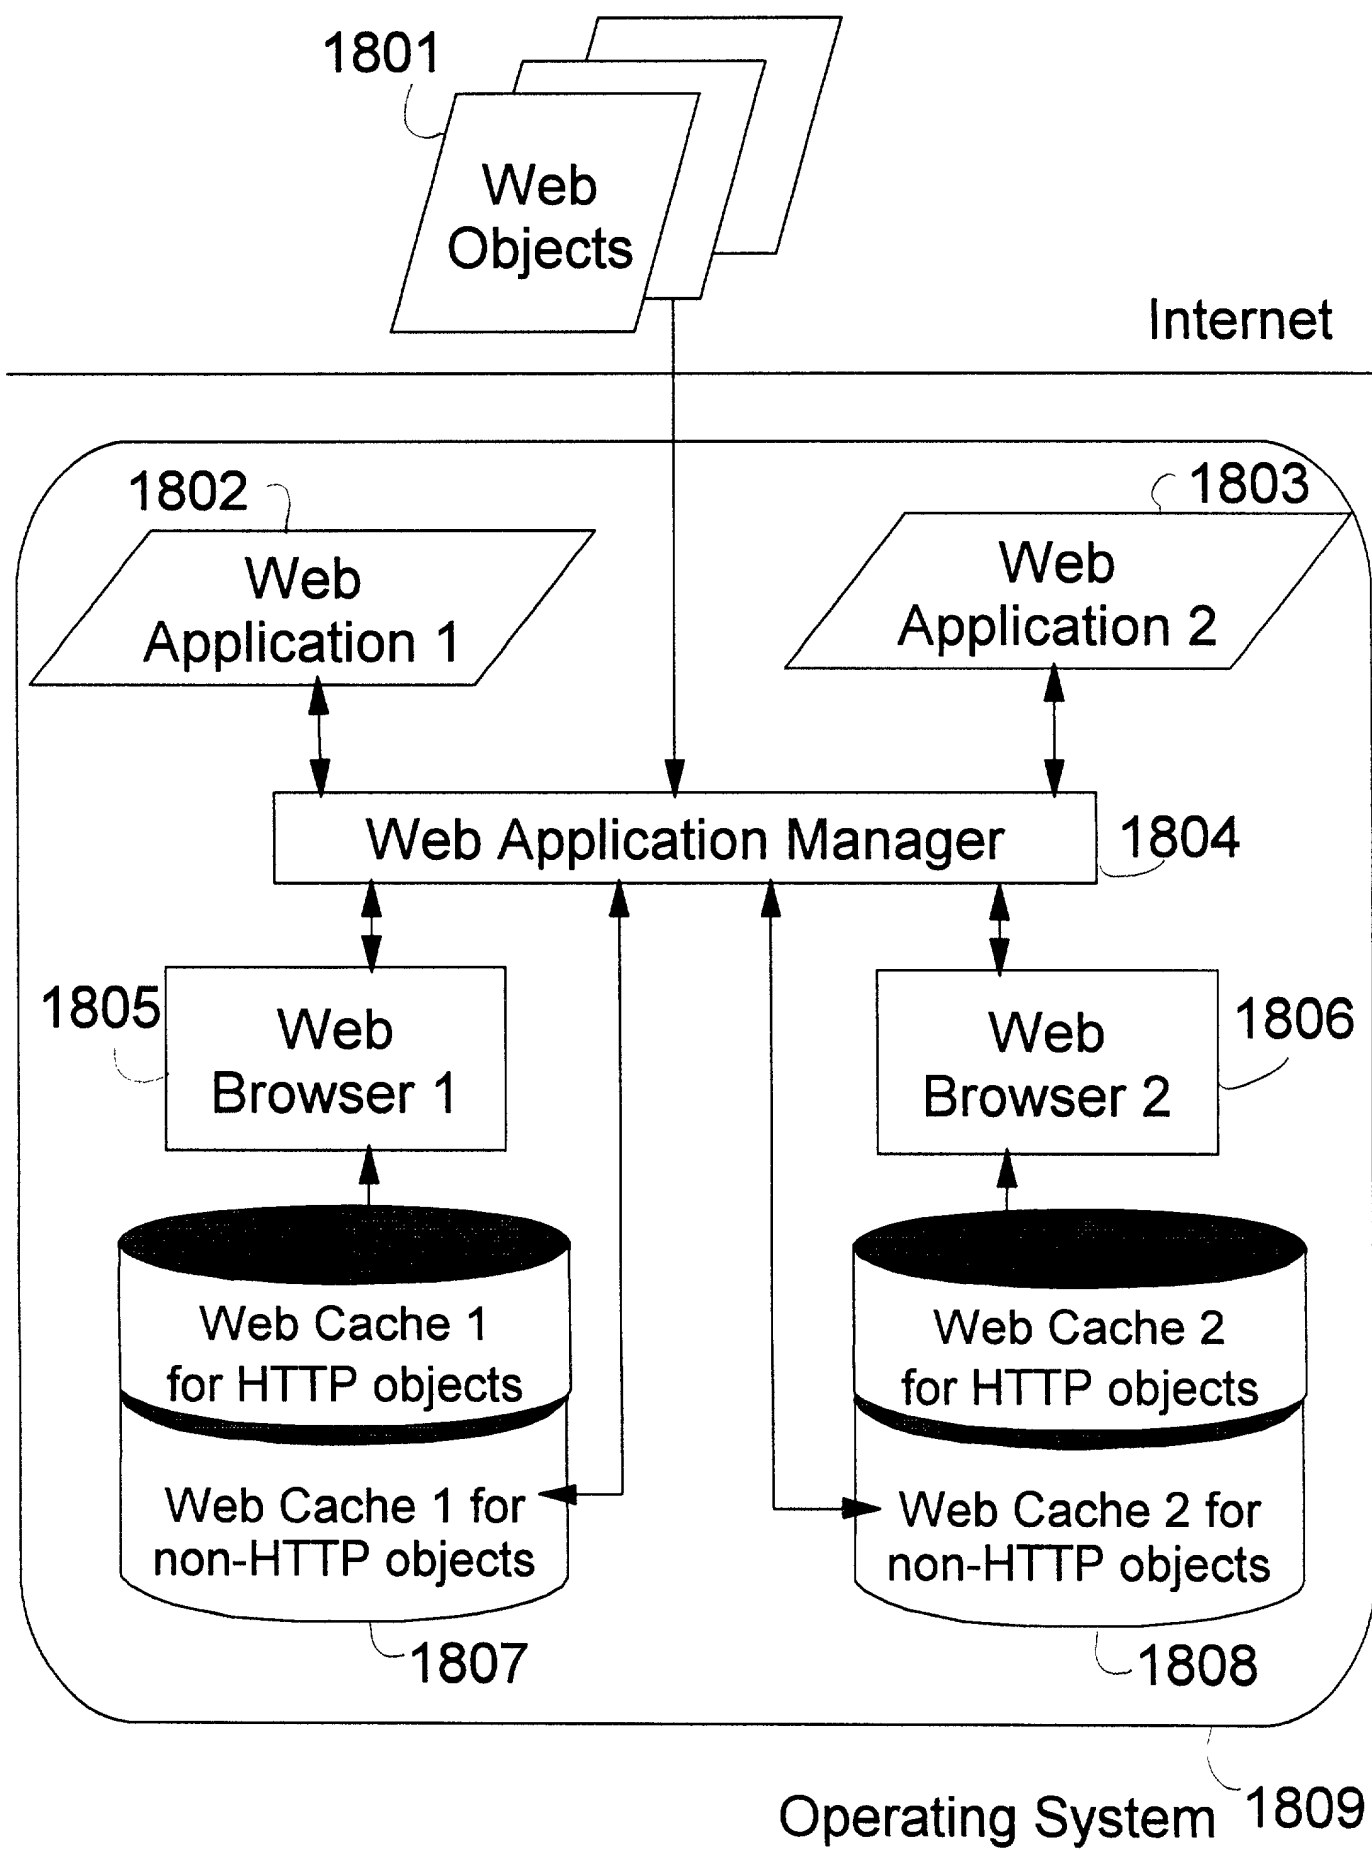 1801
Web
Objects
Internet
1802
Web
Application 1
1803
Web
Application 2
Web Application Manager
1804
1805
Web
Browser 1
Web
Browser 2
1806
Web Cache 1
for HTTP objects
Web Cache 1 for
non-HTTP objects
1807
Web Cache 2
for HTTP objects
Web Cache 2 for
non-HTTP objects
1808
Operating System
1809